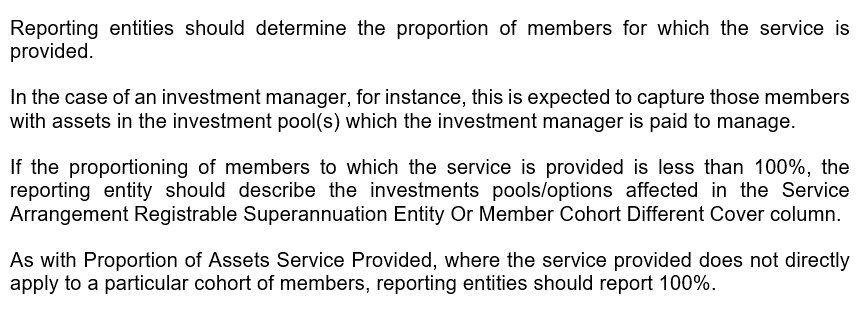 Reporting entities should determine the proportion of members for which the service is
provided.
In the case of an investment manager, for instance, this is expected to capture those members
with assets in the investment pool(s) which the investment manager is paid to manage.
If the proportioning of members to which the service is provided is less than 100%, the
reporting entity should describe the investments pools/options affected in the Service
Arrangement Registrable Superannuation Entity Or Member Cohort Different Cover column.
As with Proportion of Assets Service Provided, where the service provided does not directly
apply to a particular cohort of members, reporting entities should report 100%.